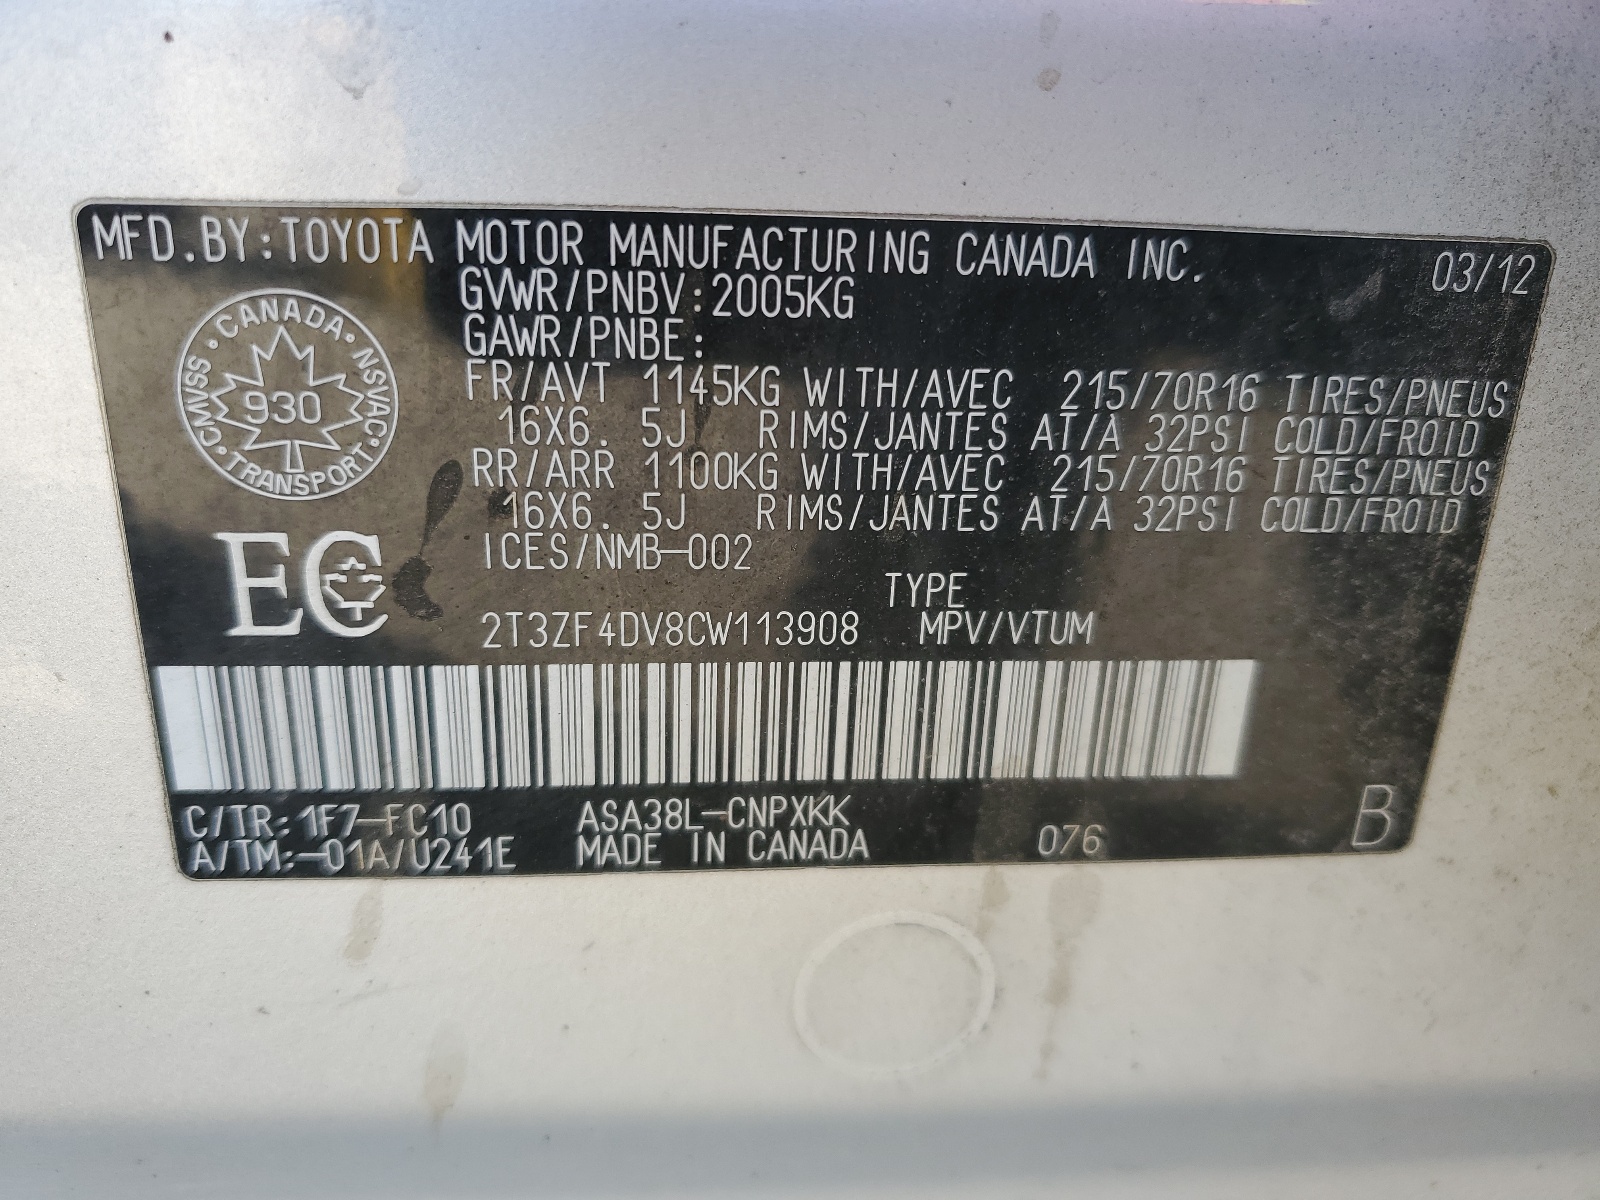 MFD.BY:TOYOTA MOTOR MANUFACTURING CANADA INC. 03/12
GVWR/PNBV:2005KG
GAWR/PNBE:
FR/AVT 1145KG WITH/AVEC 215/70R16 TIRES/PNEUS
16X6. 5J RIMS/JANTES AT/A 32PSI COLD/FROID
RR/ARR 1100KG WITH/AVEC 215/70R16 TIRES/PNEUS
16X6. 5J RIMS/JANTES AT/A 32PSI COLD/FROID
CANADA • NSVAC • TRANSPORT • CMVSS •
930
ICES/NMB-002
EC
TYPE
2T3ZF4DV8CW113908 MPV/VTUM
C/TR:1F7-FC10 ASA38L-CNPXKK
A/TM:-01A/U241E MADE IN CANADA 076 B